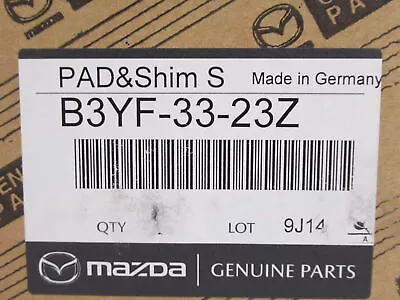 PAD&Shim S Made in Germany
B3YF-33-23Z
QTY LOT 9J14
A
mazda GENUINE PARTS